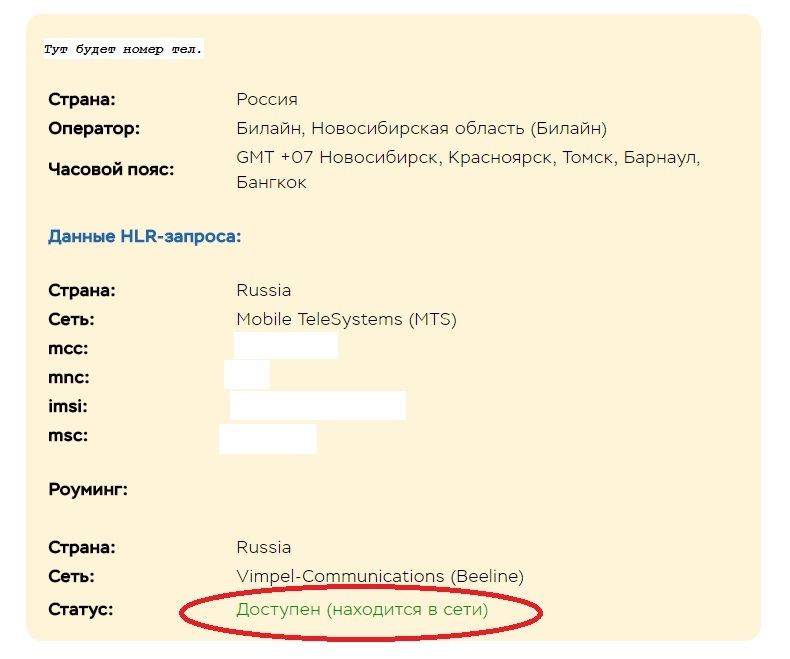 Тут будет номер тел.
Страна: Россия
Оператор: Билайн, Новосибирская область (Билайн)
Часовой пояс: GMT +07 Новосибирск, Красноярск, Томск, Барнаул,
Бангкок
Данные HLR-запроса:
Страна: Russia
Сеть: Mobile TeleSystems (MTS)
mcc:
mnc:
imsi:
msc:
Роуминг:
Страна: Russia
Сеть: Vimpel-Communications (Beeline)
Статус: Доступен (находится в сети)